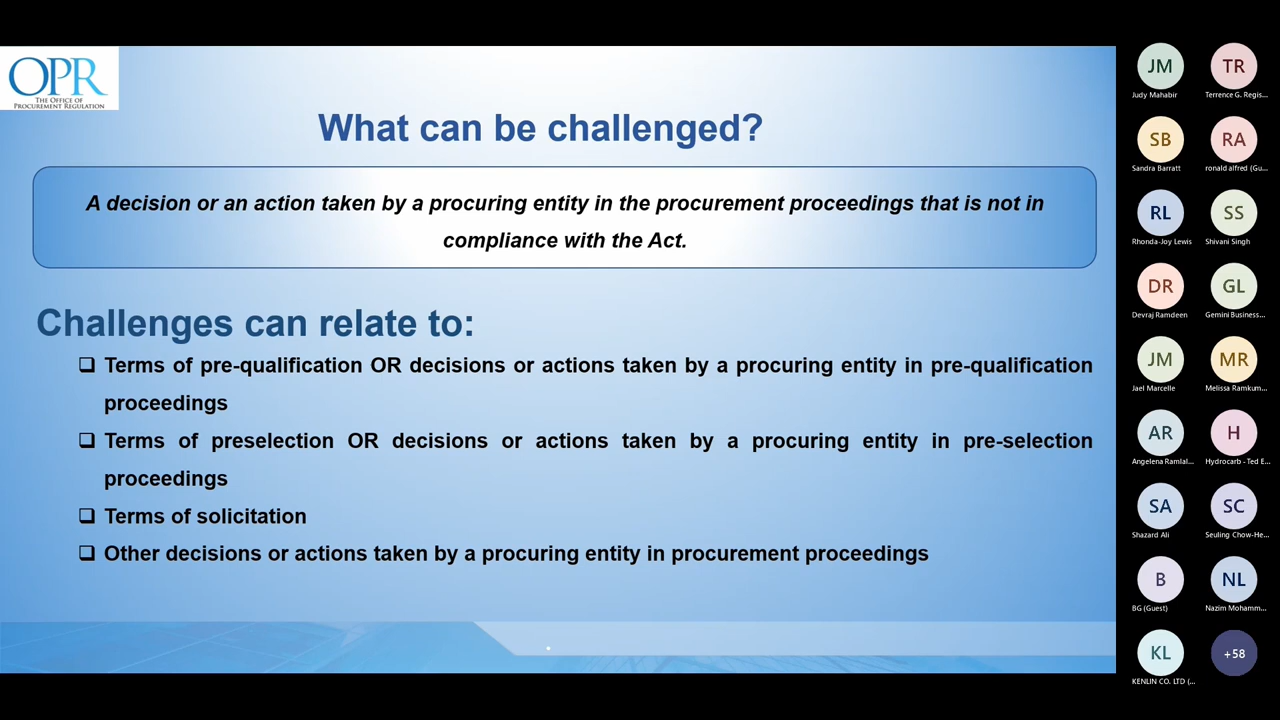 OPR
THE OFFICE OF
PROCUREMENT REGULATION
What can be challenged?
A decision or an action taken by a procuring entity in the procurement proceedings that is not in
compliance with the Act.
Challenges can relate to:
Terms of pre-qualification OR decisions or actions taken by a procuring entity in pre-qualification
proceedings
Terms of preselection OR decisions or actions taken by a procuring entity in pre-selection
proceedings
Terms of solicitation
Other decisions or actions taken by a procuring entity in procurement proceedings
JM
TR
Judy Mahabir
Terrence G. Regis...
SB
RA
Sandra Barratt
ronald alfred (Gu...
RL
SS
Rhonda-Joy Lewis
Shivani Singh
DR
GL
Devraj Ramdeen
Gemini Business...
JM
MR
Jael Marcelle
Melissa Ramkum...
AR
H
Angelena Ramlal...
Hydrocarb - Ted E...
SA
SC
Shazard Ali
Seuling Chow-He...
B
NL
BG (Guest)
Nazim Mohamm...
KL
+58
KENLIN CO. LTD (...